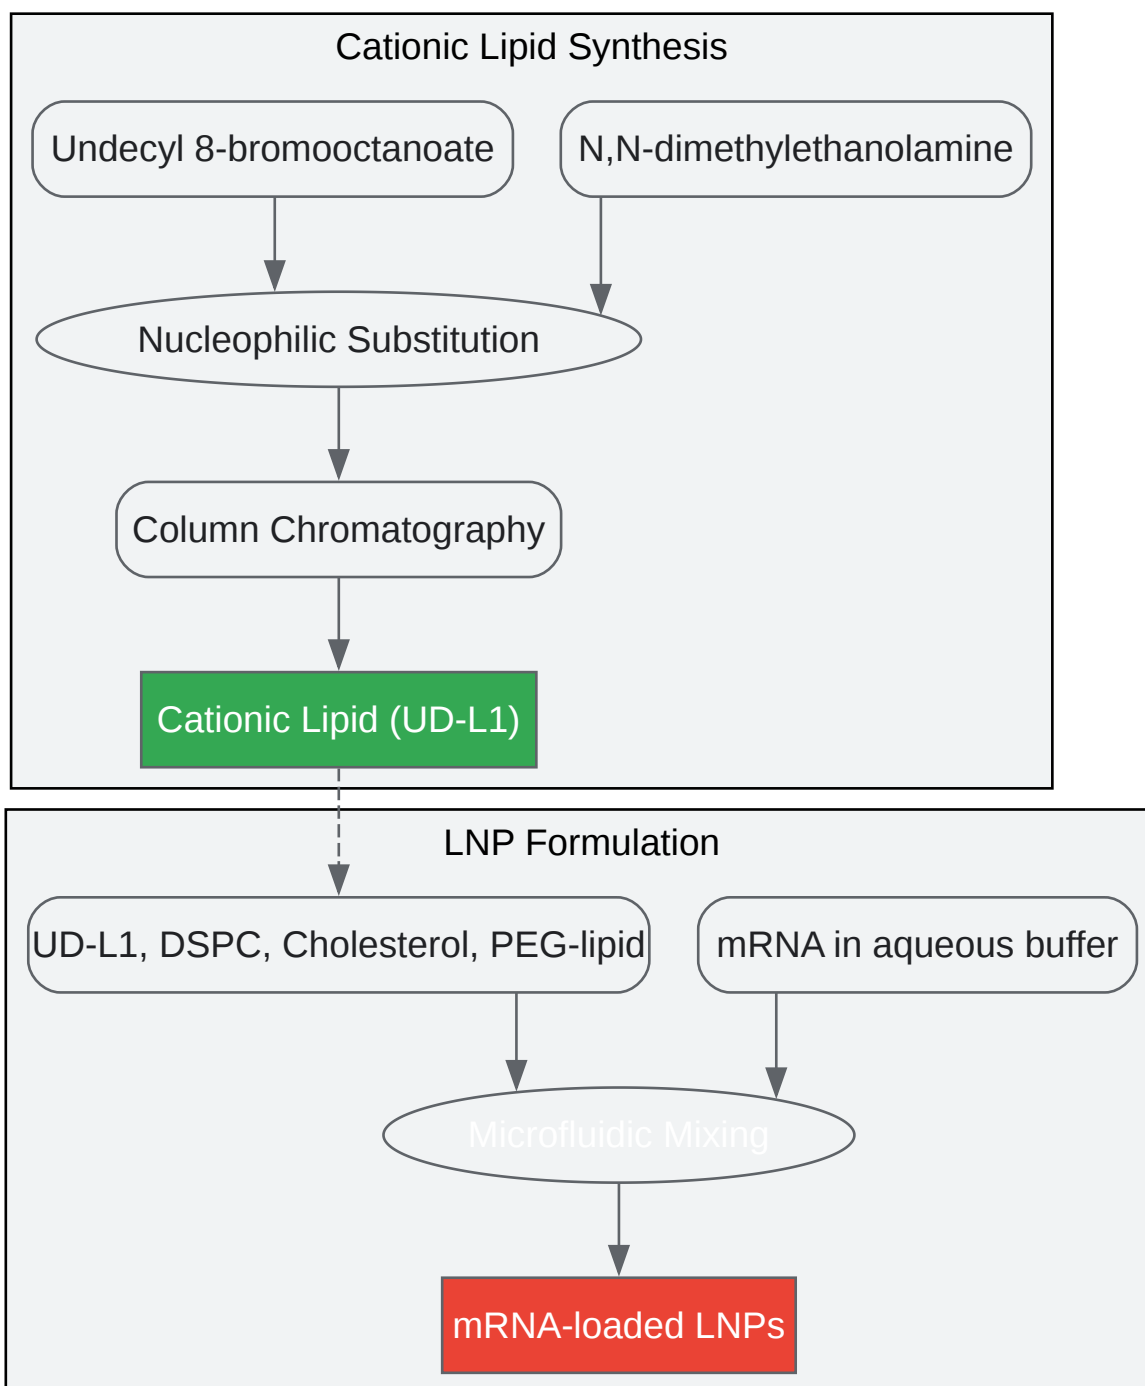 Cationic Lipid Synthesis
Undecyl 8-bromooctanoate
N,N-dimethylethanolamine
Nucleophilic Substitution
Column Chromatography
Cationic Lipid (UD-L1)
LNP Formulation
UD-L1, DSPC, Cholesterol, PEG-lipid
mRNA in aqueous buffer
Microfluidic Mixing
mRNA-loaded LNPs